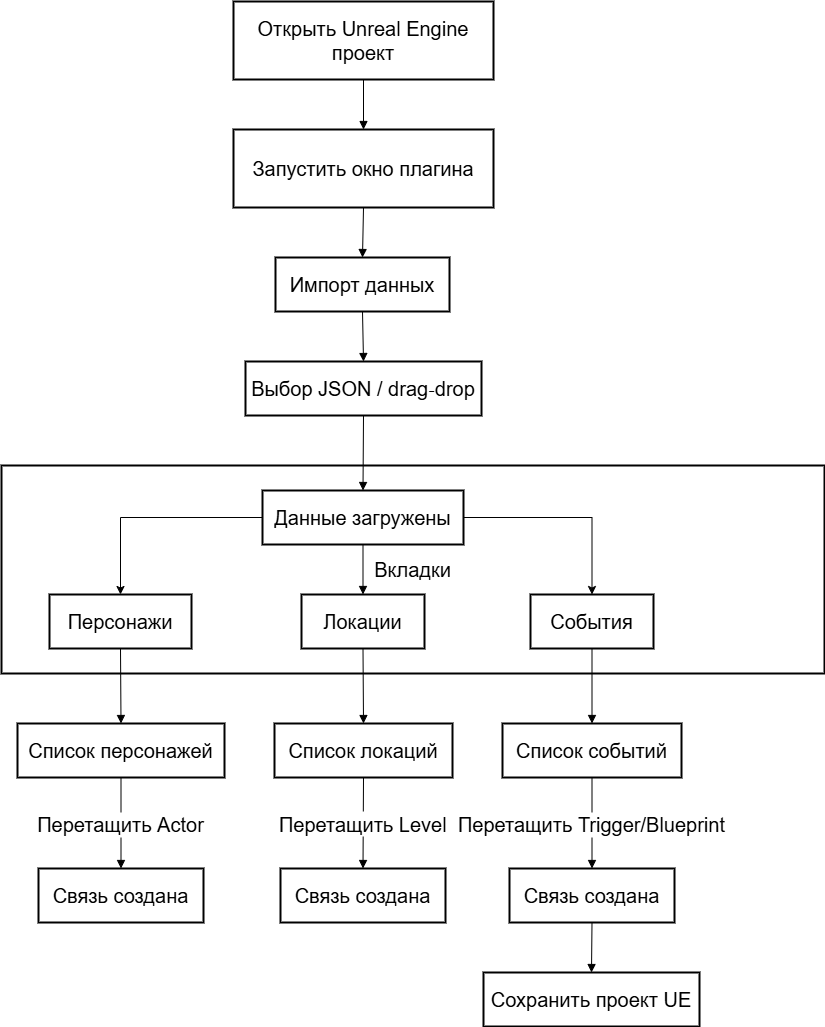 Открыть Unreal Engine
проект
Запустить окно плагина
Импорт данных
Выбор JSON / drag-drop
Данные загружены
Вкладки
Персонажи
Локации
События
Список персонажей
Список локаций
Список событий
Перетащить Actor
Перетащить Level
Перетащить Trigger/Blueprint
Связь создана
Связь создана
Связь создана
Сохранить проект UE